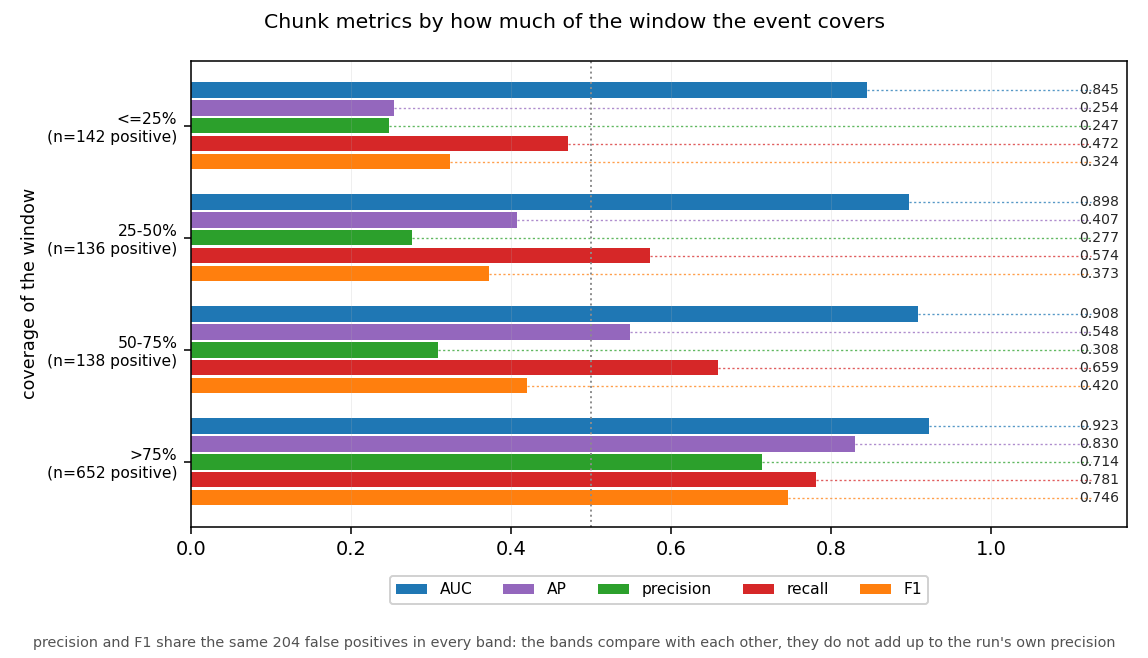 Chunk metrics by how much of the window the event covers
coverage of the window
<=25%
(n=142 positive)
0.845
0.254
0.247
0.472
0.324
25-50%
(n=136 positive)
0.898
0.407
0.277
0.574
0.373
50-75%
(n=138 positive)
0.908
0.548
0.308
0.659
0.420
>75%
(n=652 positive)
0.923
0.830
0.714
0.781
0.746
0.0 0.2 0.4 0.6 0.8 1.0
AUC AP precision recall F1
precision and F1 share the same 204 false positives in every band: the bands compare with each other, they do not add up to the run's own precision